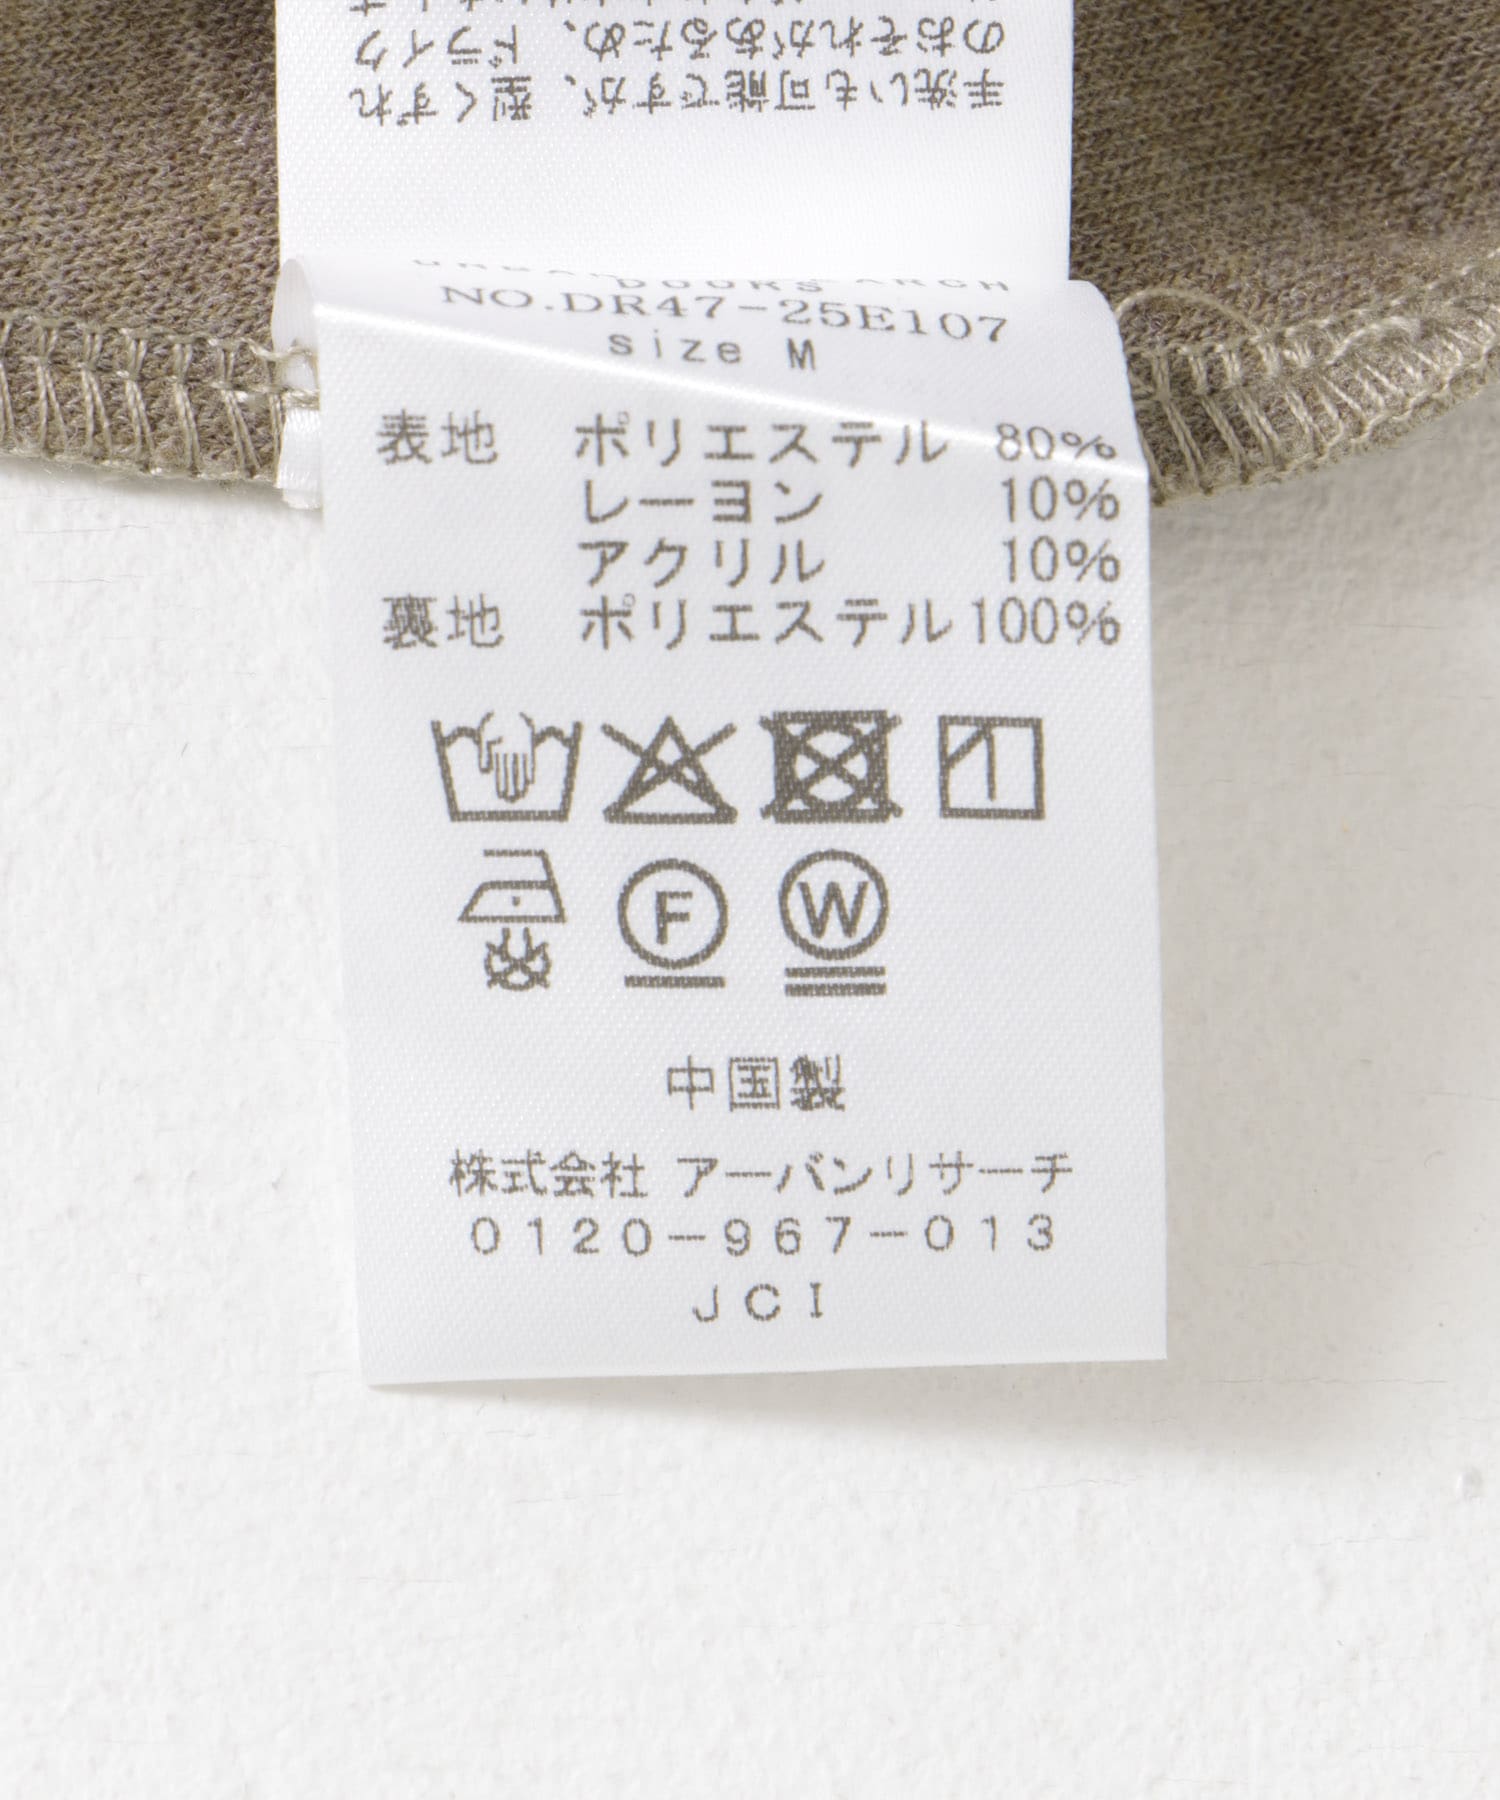 手洗いも可能ですが、型くずれ
のおそれがあるため、ドライク
DOORS
NO.DR47-25E107
size M
表地 ポリエステル 80%
レーヨン 10%
アクリル 10%
裏地 ポリエステル 100%
F W
中国製
株式会社 アーバンリサーチ
0120-967-013
JCI